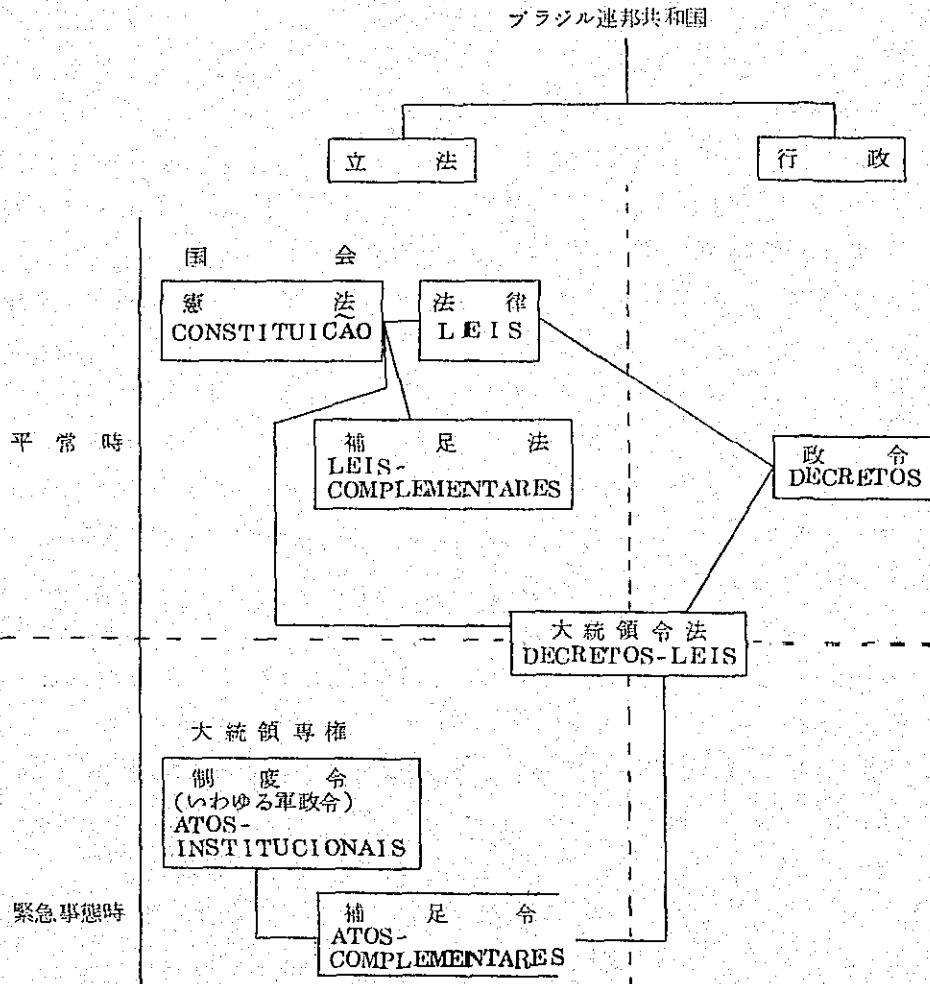 ブラジル連邦共和国
立法
行政
国会
憲法
CONSTITUICÃO
法律
LEIS
平常時
補足法
LEIS-
COMPLEMENTARES
政令
DECRETOS
大統領令法
DECRETOS-LEIS
大統領専権
制度令
(いわゆる軍政令)
ATOS-
INSTITUCIONAIS
緊急事態時
補足令
ATOS-
COMPLEMENTARES